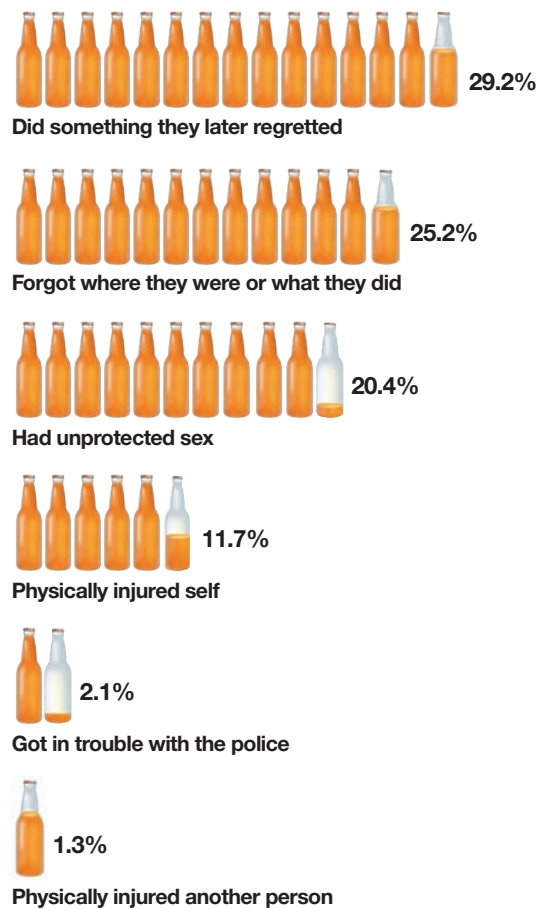 29.2%
Did something they later regretted
25.2%
Forgot where they were or what they did
20.4%
Had unprotected sex
11.7%
Physically injured self
2.1%
Got in trouble with the police
1.3%
Physically injured another person